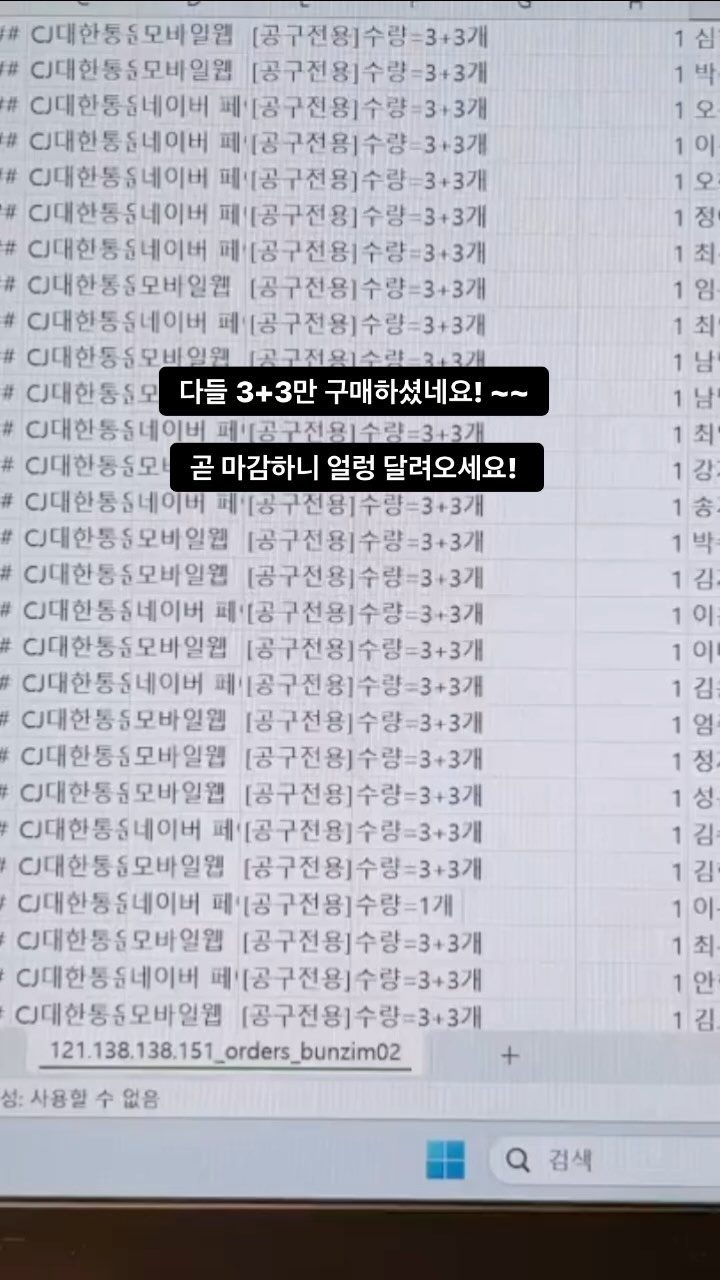 ## CJ대한통운 모바일웹 [공구전용]수량=3+3개 1 심
## CJ대한통운 모바일웹 [공구전용]수량=3+3개 1 박
## CJ대한통운 네이버 페 [공구전용]수량=3+3개 1 오
## CJ대한통운 네이버 페 [공구전용]수량=3+3개 1 이
## CJ대한통운 네이버 페 [공구전용]수량=3+3개 1 오
## CJ대한통운 네이버 페 [공구전용]수량=3+3개 1 정
## CJ대한통운 네이버 페 [공구전용]수량=3+3개 1 최
# CJ대한통운 모바일웹 [공구전용]수량=3+3개 1 임
# CJ대한통운 네이버 페 [공구전용]수량=3+3개 1 최
# CJ대한통운 모바일웹 [공구전용]수량=3+3개 1 남
다들 3+3만 구매하셨네요! ~~
# CJ대한통운 1 남
# CJ대한통운 네이버 페 [공구전용]수량=3+3개 1 최
곧 마감하니 얼렁 달려오세요!
# CJ대한통운 1 강
# CJ대한통운 네이버 페 [공구전용]수량=3+3개 1 송
# CJ대한통운 모바일웹 [공구전용]수량=3+3개 1 박
# CJ대한통운 모바일웹 [공구전용]수량=3+3개 1 김
# CJ대한통운 네이버 페 [공구전용]수량=3+3개 1 이
# CJ대한통운 모바일웹 [공구전용]수량=3+3개 1 이
# CJ대한통운 네이버 페 [공구전용]수량=3+3개 1 김
# CJ대한통운 모바일웹 [공구전용]수량=3+3개 1 엄
# CJ대한통운 모바일웹 [공구전용]수량=3+3개 1 정
# CJ대한통운 모바일웹 [공구전용]수량=3+3개 1 성
# CJ대한통운 네이버 페 [공구전용]수량=3+3개 1 김
# CJ대한통운 모바일웹 [공구전용]수량=3+3개 1 김
# CJ대한통운 네이버 페 [공구전용]수량=1개 1 이
# CJ대한통운 모바일웹 [공구전용]수량=3+3개 1 최
# CJ대한통운 네이버 페 [공구전용]수량=3+3개 1 안
CJ대한통운 모바일웹 [공구전용]수량=3+3개 1 김
121.138.138.151_orders_bunzim02 +
성: 사용할 수 없음
검색